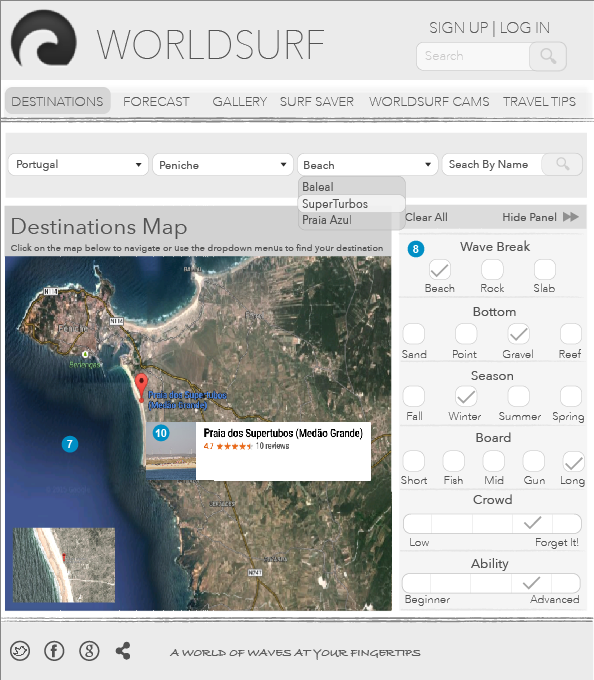 WORLDSURF
SIGN UP | LOG IN
Search
DESTINATIONS FORECAST GALLERY SURF SAVER WORLDSURF CAMS TRAVEL TIPS
Portugal Peniche Beach Seach By Name
Baleal
SuperTurbos
Praia Azul
Clear All Hide Panel
Destinations Map
Click on the map below to navigate or use the dropdown menus to find your destination
8
Wave Break
Beach Rock Slab
Bottom
Sand Point Gravel Reef
Season
Fall Winter Summer Spring
Board
Short Fish Mid Gun Long
Crowd
Low Forget It!
Ability
Beginner Advanced
N114
N114
Peniche
Praia dos Supertubos
(Medão Grande)
7
10
Praia dos Supertubos (Medão Grande)
4.7 10 reviews
N247
A WORLD OF WAVES AT YOUR FINGERTIPS